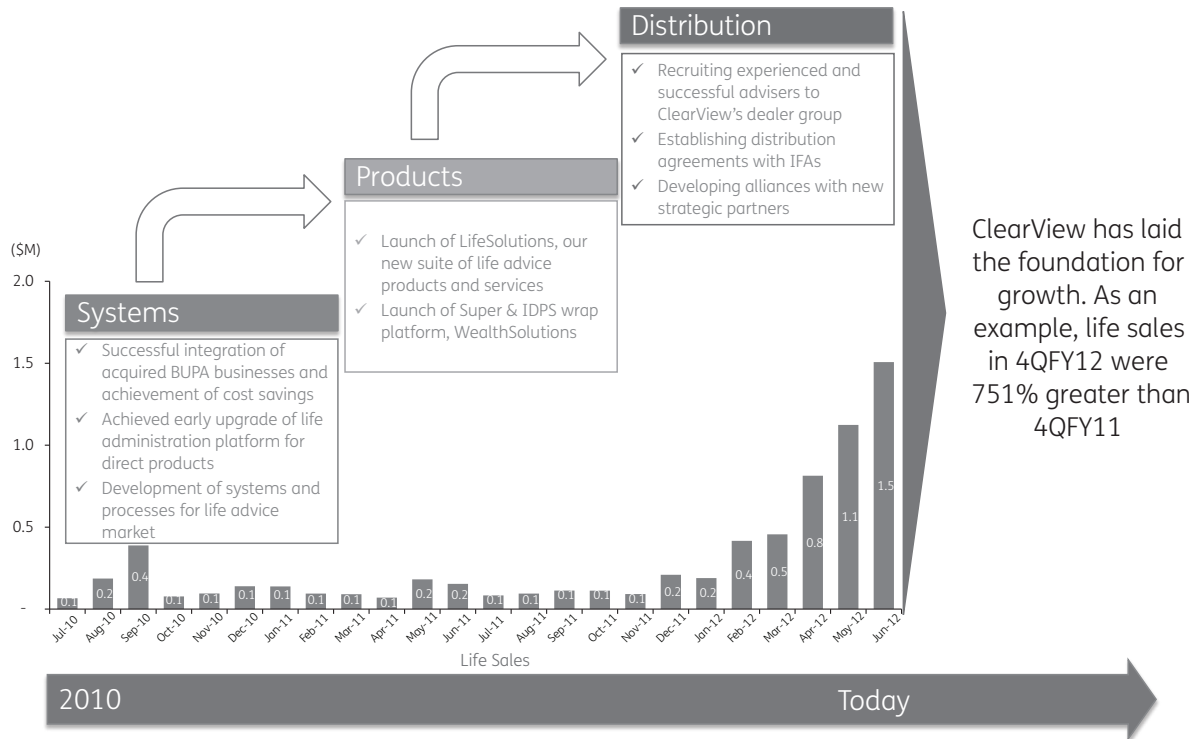 Distribution
✓ Recruiting experienced and
successful advisers to
ClearView's dealer group
✓ Establishing distribution
agreements with IFAs
✓ Developing alliances with new
strategic partners
Products
✓ Launch of LifeSolutions, our
new suite of life advice
products and services
✓ Launch of Super & IDPS wrap
platform, WealthSolutions
Systems
✓ Successful integration of
acquired BUPA businesses and
achievement of cost savings
✓ Achieved early upgrade of life
administration platform for
direct products
✓ Development of systems and
processes for life advice
market
ClearView has laid
the foundation for
growth. As an
example, life sales
in 4QFY12 were
751% greater than
4QFY11
($M)
2.0
1.5
1.0
0.5
-
0.1 0.2 0.4 0.1 0.1 0.1 0.1 0.1 0.1 0.1 0.2 0.2 0.1 0.1 0.1 0.1 0.1 0.2 0.2 0.4 0.5 0.8 1.1 1.5
Jul-10 Aug-10 Sep-10 Oct-10 Nov-10 Dec-10 Jan-11 Feb-11 Mar-11 Apr-11 May-11 Jun-11 Jul-11 Aug-11 Sep-11 Oct-11 Nov-11 Dec-11 Jan-12 Feb-12 Mar-12 Apr-12 May-12 Jun-12
Life Sales
2010 Today